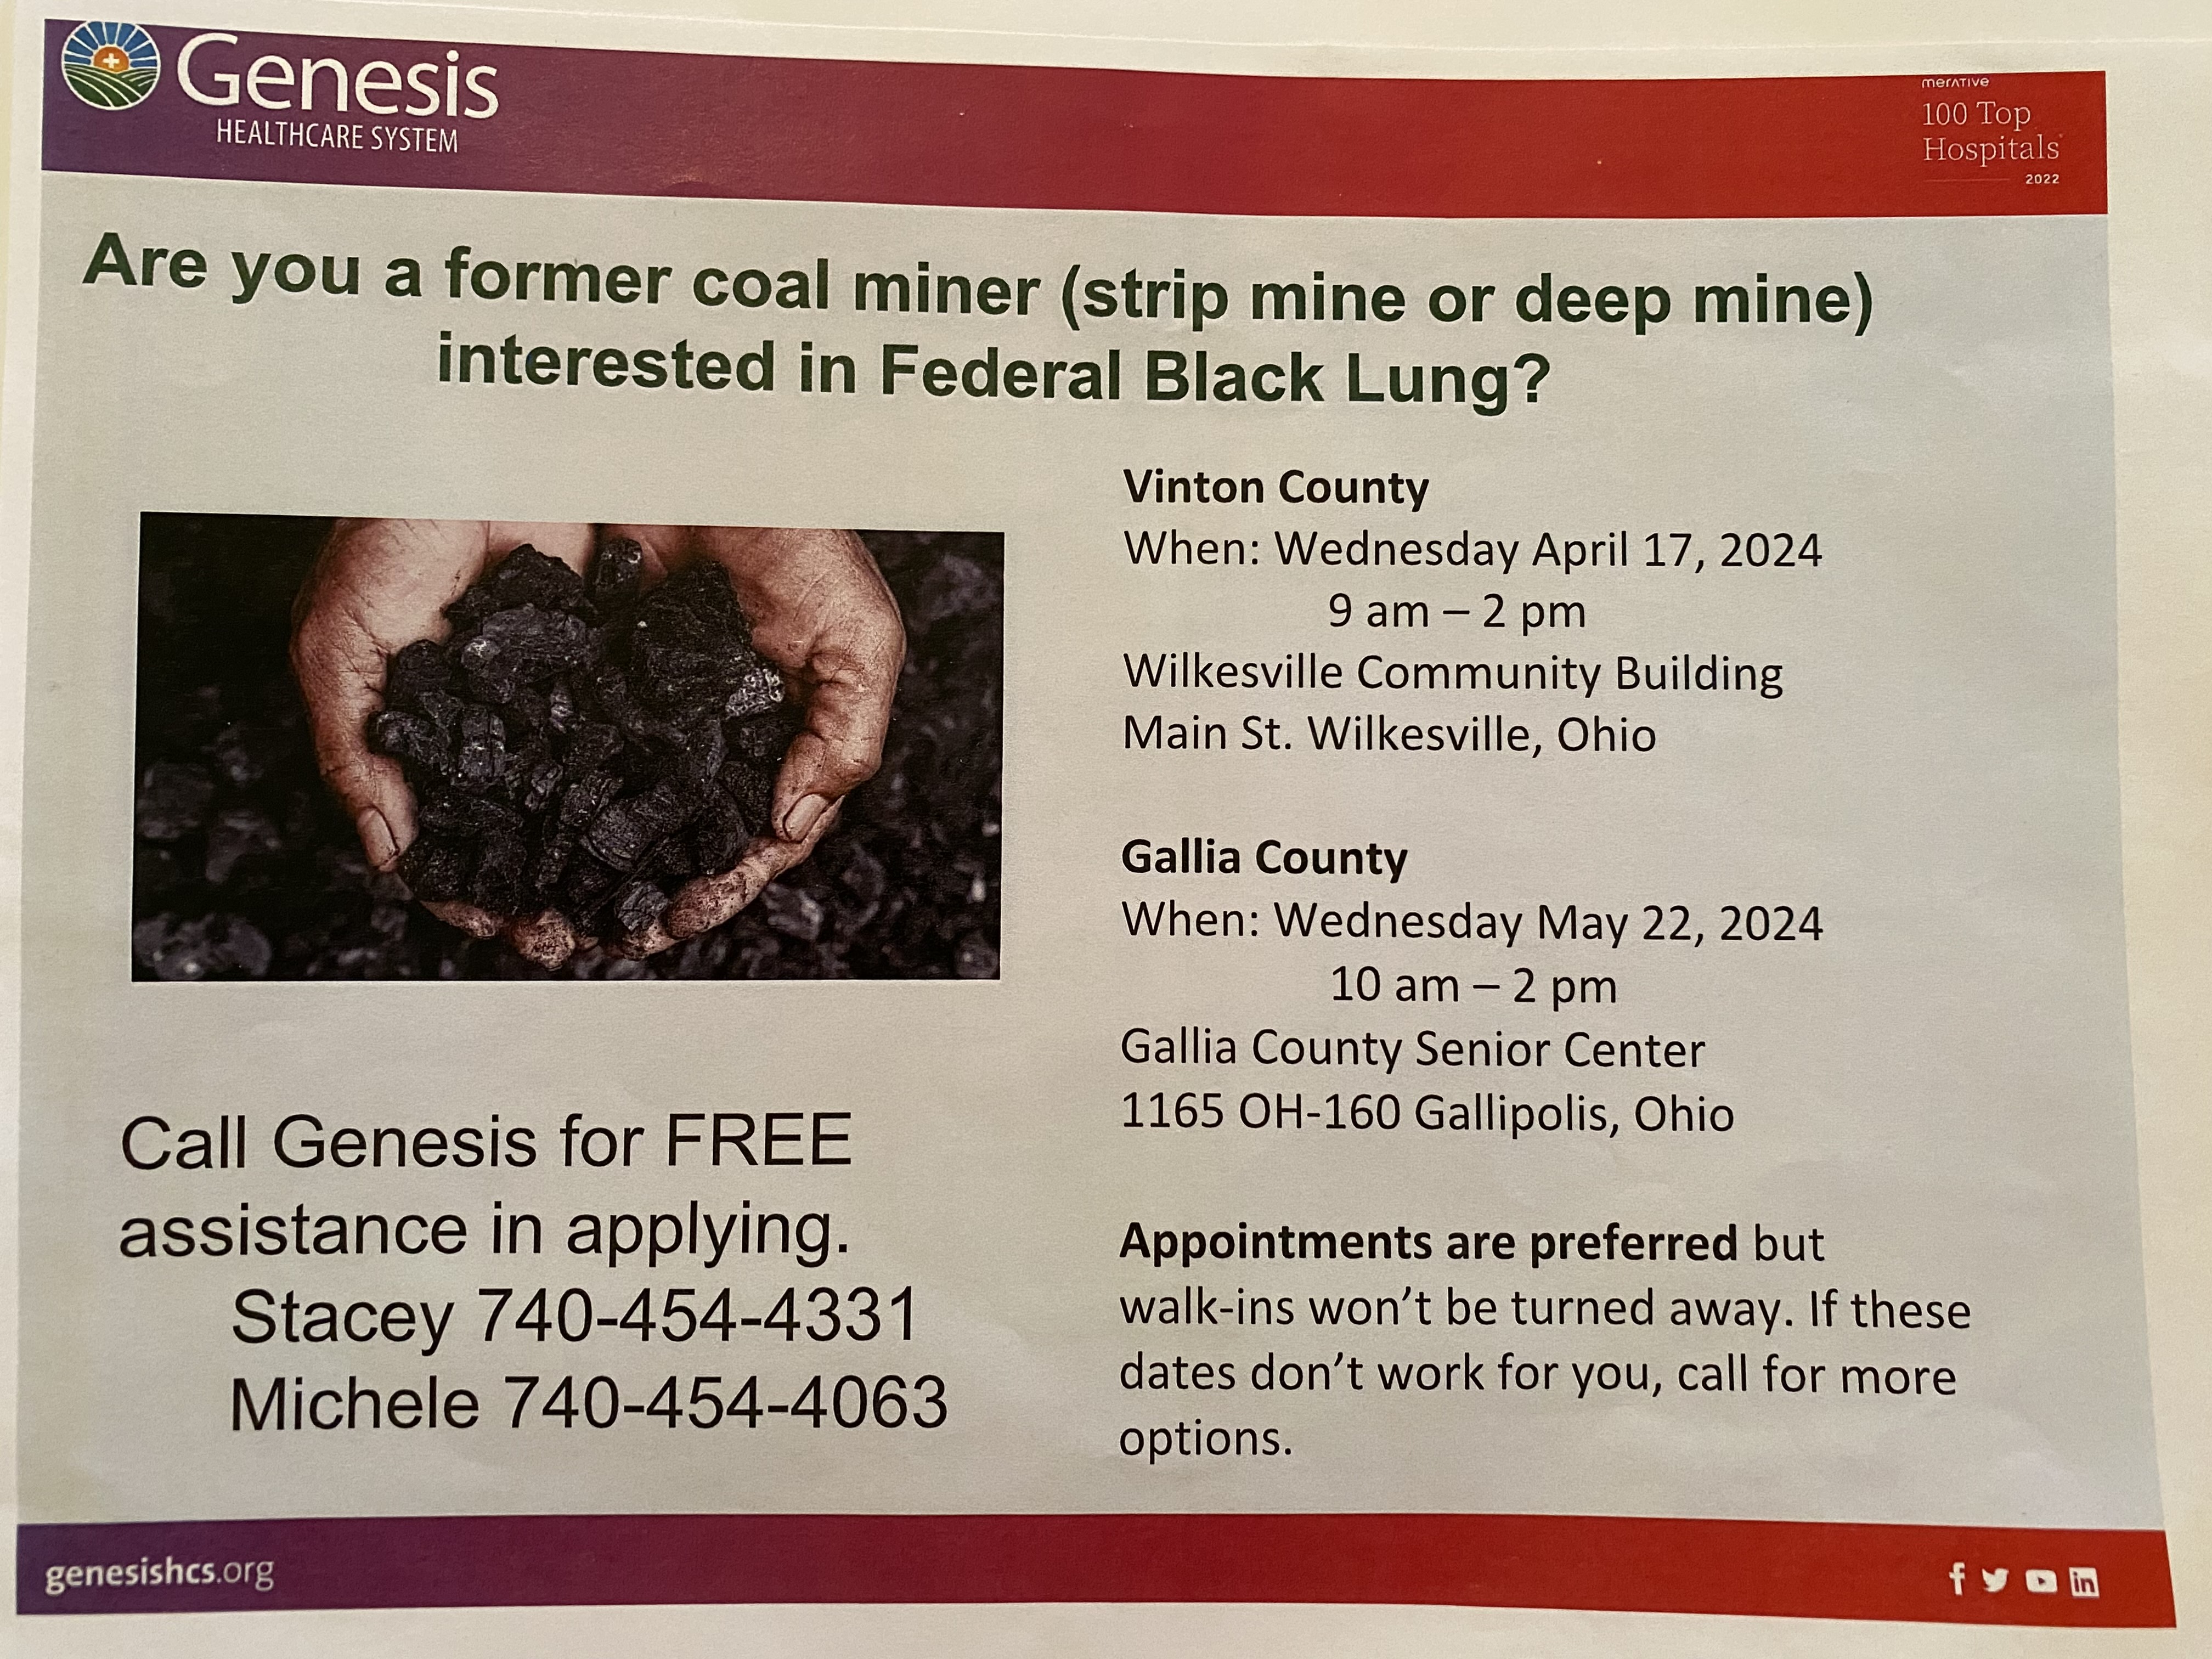 Genesis
HEALTHCARE SYSTEM
merative
100 Top
Hospitals
2022
Are you a former coal miner (strip mine or deep mine)
interested in Federal Black Lung?
Vinton County
When: Wednesday April 17, 2024
9 am – 2 pm
Wilkesville Community Building
Main St. Wilkesville, Ohio
Gallia County
When: Wednesday May 22, 2024
10 am – 2 pm
Gallia County Senior Center
1165 OH-160 Gallipolis, Ohio
Appointments are preferred but
walk-ins won’t be turned away. If these
dates don’t work for you, call for more
options.
Call Genesis for FREE
assistance in applying.
Stacey 740-454-4331
Michele 740-454-4063
genesishcs.org